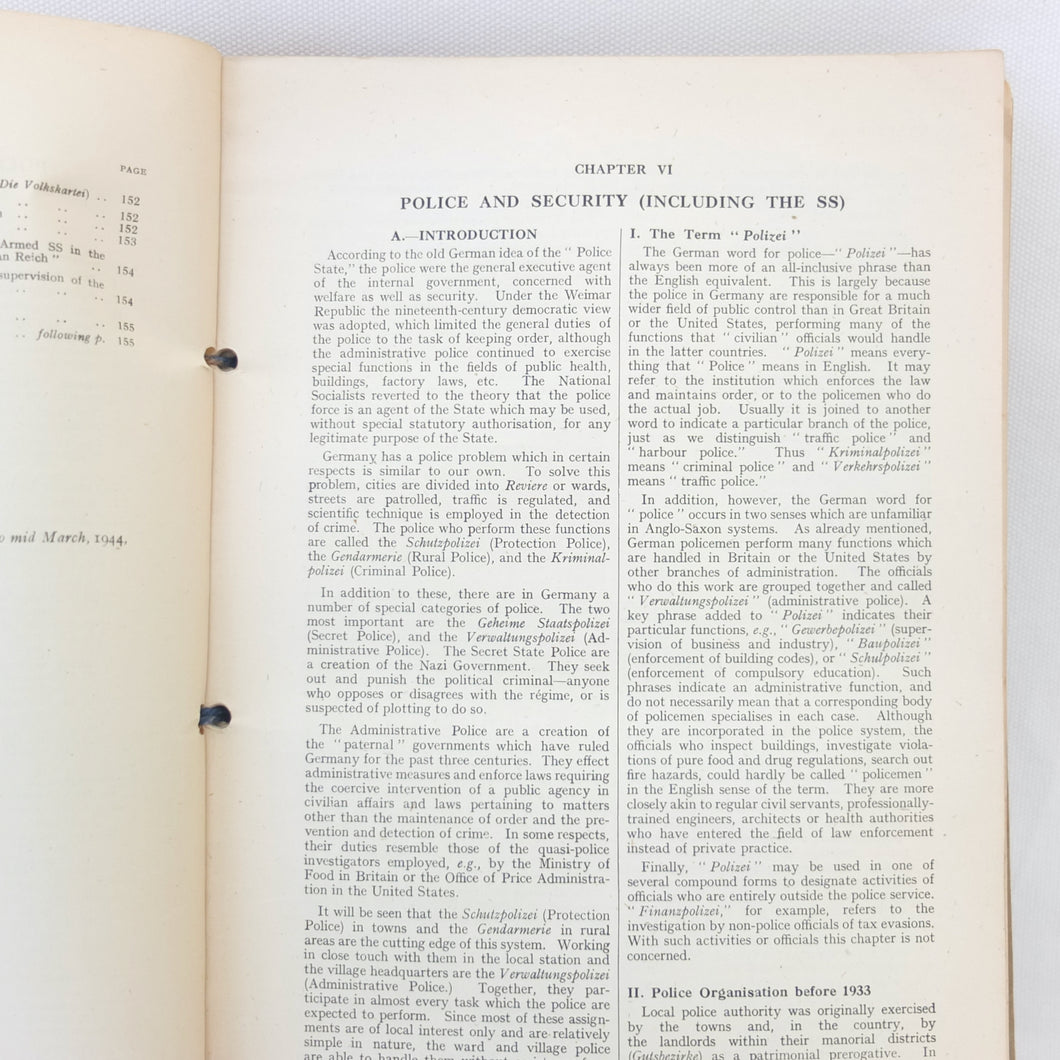 PAGE
Die Volkskartei) .. 152
.. .. .. 152
.. .. .. 152
.. 153
Armed SS in the
an Reich" .. 154
supervision of the
.. .. .. 154
.. .. .. 155
.. following p. 155
o mid March, 1944.
CHAPTER VI
POLICE AND SECURITY (INCLUDING THE SS)
A.—INTRODUCTION
According to the old German idea of the " Police
State," the police were the general executive agent
of the internal government, concerned with
welfare as well as security. Under the Weimar
Republic the nineteenth-century democratic view
was adopted, which limited the general duties of
the police to the task of keeping order, although
the administrative police continued to exercise
special functions in the fields of public health,
buildings, factory laws, etc. The National
Socialists reverted to the theory that the police
force is an agent of the State which may be used,
without special statutory authorisation, for any
legitimate purpose of the State.
Germany has a police problem which in certain
respects is similar to our own. To solve this
problem, cities are divided into Reviere or wards,
streets are patrolled, traffic is regulated, and
scientific technique is employed in the detection
of crime. The police who perform these functions
are called the Schutzpolizei (Protection Police),
the Gendarmerie (Rural Police), and the Kriminal-
polizei (Criminal Police).
In addition to these, there are in Germany a
number of special categories of police. The two
most important are the Geheime Staatspolizei
(Secret Police), and the Verwaltungspolizei (Ad-
ministrative Police). The Secret State Police are
a creation of the Nazi Government. They seek
out and punish the political criminal—anyone
who opposes or disagrees with the régime, or is
suspected of plotting to do so.
The Administrative Police are a creation of
the "paternal" governments which have ruled
Germany for the past three centuries. They effect
administrative measures and enforce laws requiring
the coercive intervention of a public agency in
civilian affairs and laws pertaining to matters
other than the maintenance of order and the pre-
vention and detection of crime. In some respects,
their duties resemble those of the quasi-police
investigators employed, e.g., by the Ministry of
Food in Britain or the Office of Price Administra-
tion in the United States.
It will be seen that the Schutzpolizei (Protection
Police) in towns and the Gendarmerie in rural
areas are the cutting edge of this system. Working
in close touch with them in the local station and
the village headquarters are the Verwaltungspolizei
(Administrative Police.) Together, they par-
ticipate in almost every task which the police are
expected to perform. Since most of these assign-
ments are of local interest only and are relatively
simple in nature, the ward and village police
are able to handle them without
I. The Term " Polizei "
The German word for police—" Polizei "—has
always been more of an all-inclusive phrase than
the English equivalent. This is largely because
the police in Germany are responsible for a much
wider field of public control than in Great Britain
or the United States, performing many of the
functions that " civilian " officials would handle
in the latter countries. " Polizei " means every-
thing that " Police " means in English. It may
refer to the institution which enforces the law
and maintains order, or to the policemen who do
the actual job. Usually it is joined to another
word to indicate a particular branch of the police,
just as we distinguish " traffic police " and
" harbour police." Thus " Kriminalpolizei "
means " criminal police " and " Verkehrspolizei "
means " traffic police."
In addition, however, the German word for
" police " occurs in two senses which are unfamiliar
in Anglo-Saxon systems. As already mentioned,
German policemen perform many functions which
are handled in Britain or the United States by
other branches of administration. The officials
who do this work are grouped together and called
" Verwaltungspolizei " (administrative police). A
key phrase added to " Polizei " indicates their
particular functions, e.g., " Gewerbepolizei " (super-
vision of business and industry), " Baupolizei "
(enforcement of building codes), or " Schulpolizei "
(enforcement of compulsory education). Such
phrases indicate an administrative function, and
do not necessarily mean that a corresponding body
of policemen specialises in each case. Although
they are incorporated in the police system, the
officials who inspect buildings, investigate viola-
tions of pure food and drug regulations, search out
fire hazards, could hardly be called " policemen "
in the English sense of the term. They are more
closely akin to regular civil servants, professionally-
trained engineers, architects or health authorities
who have entered the field of law enforcement
instead of private practice.
Finally, " Polizei " may be used in one of
several compound forms to designate activities of
officials who are entirely outside the police service.
" Finanzpolizei," for example, refers to the
investigation by non-police officials of tax evasions.
With such activities or officials this chapter is not
concerned.
II. Police Organisation before 1933
Local police authority was originally exercised
by the towns and, in the country, by
the landlords within their manorial districts
(Gutsbezirke) as a patrimonial prerogative. In